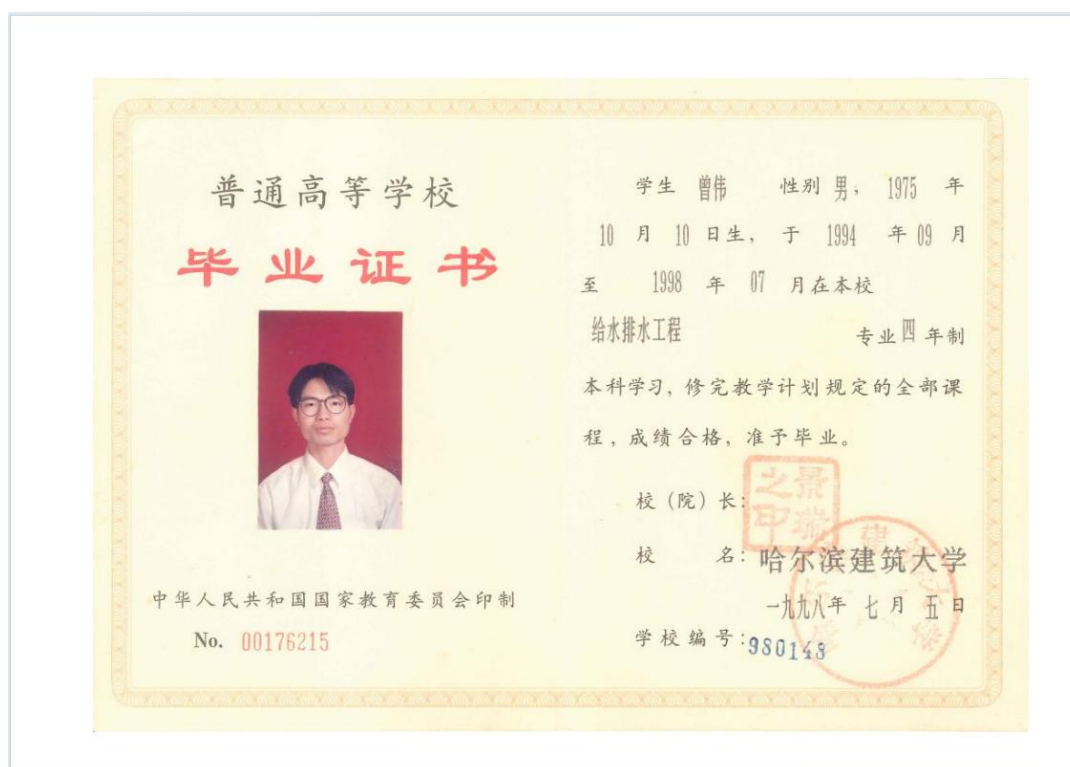 普通高等学校
毕业证书
中华人民共和国国家教育委员会印制
No. 00176215
学生 曾伟 性别 男, 1975 年
10 月 10 日生, 于 1994 年 09 月
至 1998 年 07 月在本校
给水排水工程 专业 四 年制
本科学习, 修完教学计划规定的全部课
程, 成绩合格, 准予毕业。
校（院）长:
景瑞之印
校 名: 哈尔滨建筑大学
一九九八年 七 月 五 日
学校编号: 980148